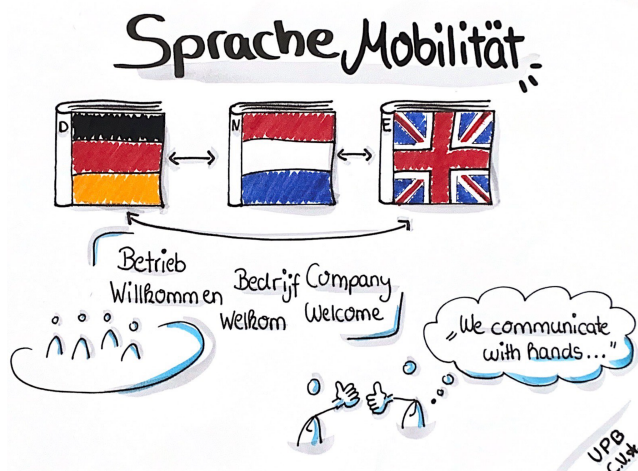 Sprache Mobilität
D N E
Betrieb
Willkommen
Bedrijf
Welkom
Company
Welcome
"We communicate
with hands..."
UPB
C.V.